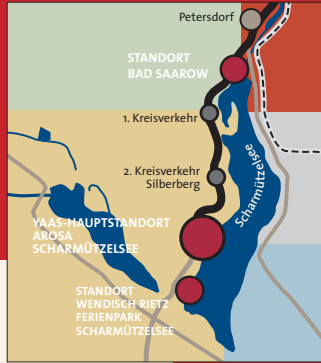 Petersdorf
STANDORT
BAD SAAROW
1. Kreisverkehr
2. Kreisverkehr
Silberberg
Scharmützelsee
YAAS-HAUPTSTANDORT
AROSA
SCHARMÜTZELSEE
STANDORT
WENDISCH RIETZ
FERIENPARK
SCHARMÜTZELSEE